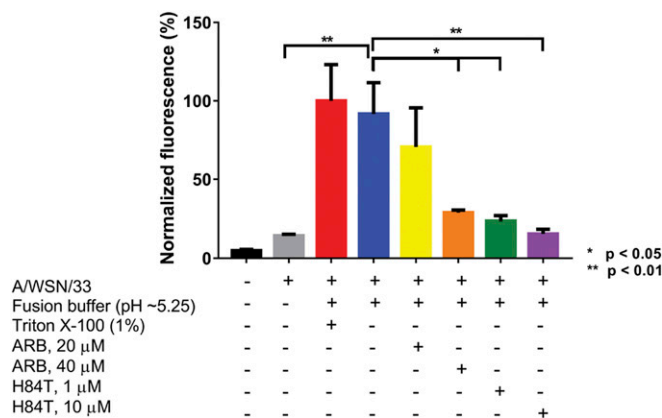 Normalized fluorescence (%)
150
100
50
0
**
**
*
* p < 0.05
** p < 0.01
A/WSN/33 - + + + + + + +
Fusion buffer (pH ~5.25) - - + + + + + +
Triton X-100 (1%) - - + - - - - -
ARB, 20 μM - - - - + - - -
ARB, 40 μM - - - - - + - -
H84T, 1 μM - - - - - - + -
H84T, 10 μM - - - - - - - +